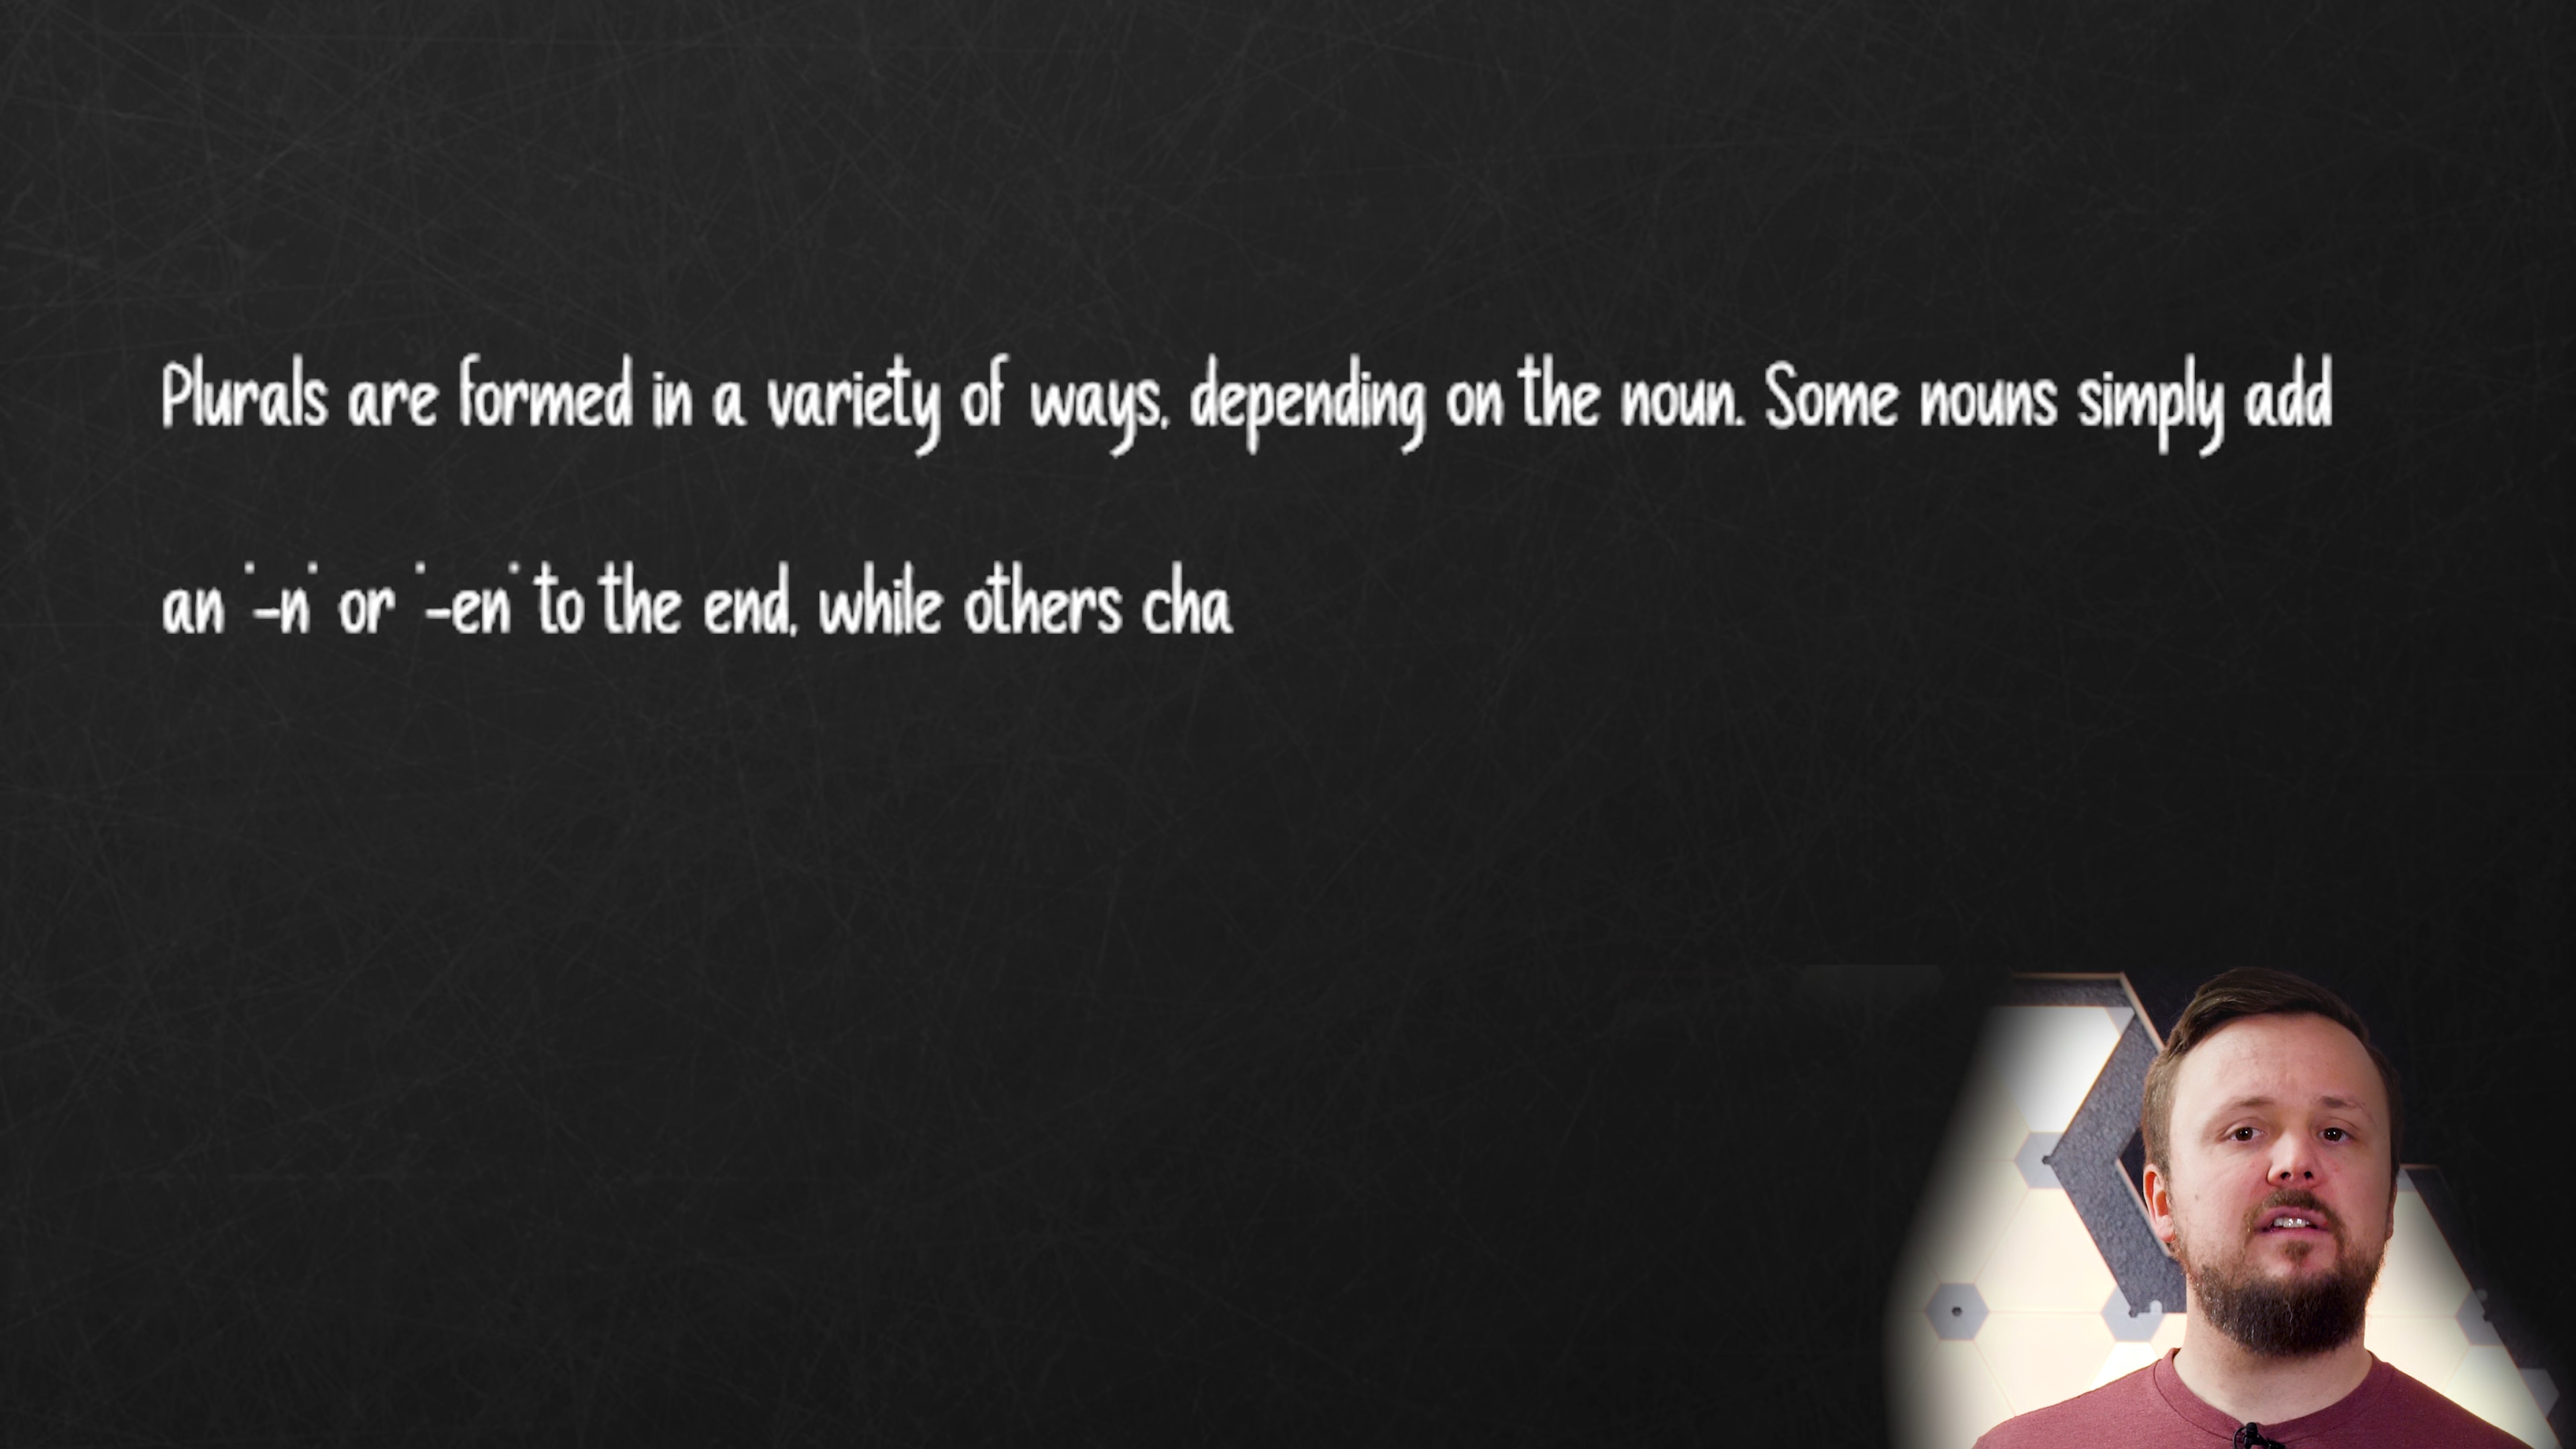 Plurals are formed in a variety of ways, depending on the noun. Some nouns simply add
an "-n" or "-en" to the end, while others cha